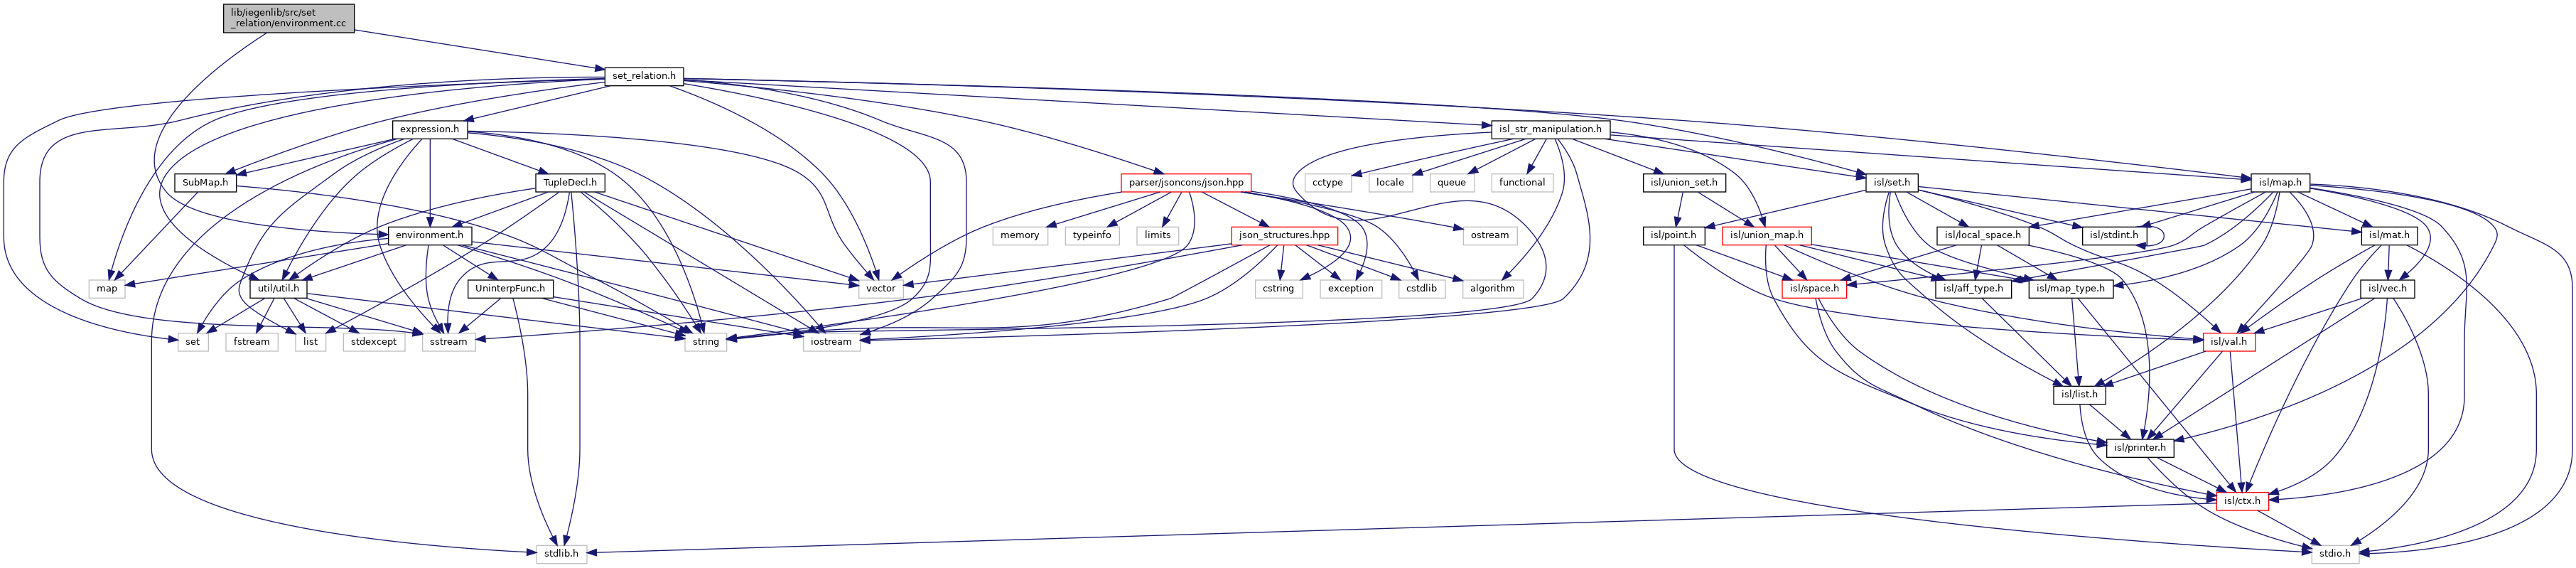 lib/iegenlib/src/set
_relation/environment.cc
set_relation.h
expression.h
isl_str_manipulation.h
SubMap.h
TupleDecl.h
parser/jsoncons/json.hpp
cctype
locale
queue
functional
isl/union_set.h
isl/set.h
isl/map.h
environment.h
memory
typeinfo
limits
json_structures.hpp
ostream
isl/point.h
isl/union_map.h
isl/local_space.h
isl/stdint.h
isl/mat.h
map
util/util.h
UninterpFunc.h
vector
cstring
exception
cstdlib
algorithm
isl/space.h
isl/aff_type.h
isl/map_type.h
isl/vec.h
set
fstream
list
stdexcept
sstream
string
iostream
isl/val.h
isl/list.h
isl/printer.h
isl/ctx.h
stdlib.h
stdio.h